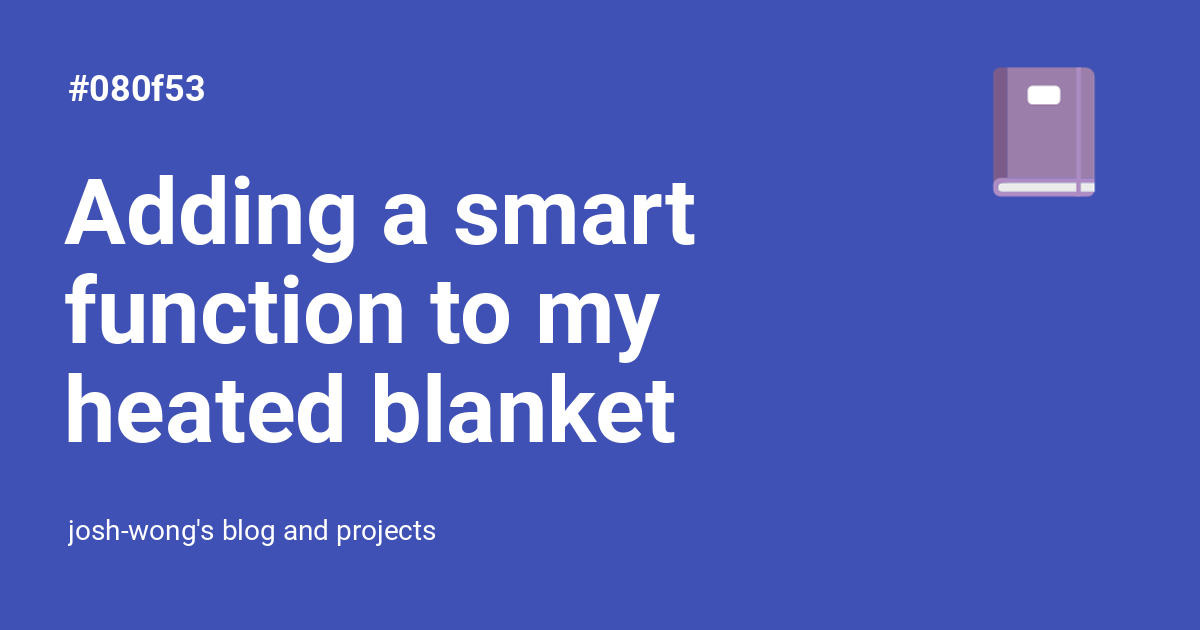 #080f53
Adding a smart
function to my
heated blanket
josh-wong's blog and projects